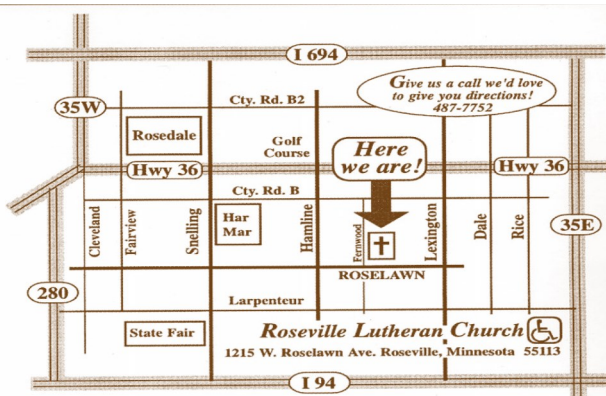 I 694
Give us a call we'd love
to give you directions!
487-7752
35W
Cty. Rd. B2
Rosedale
Golf
Course
Here
we are!
Hwy 36
Hwy 36
Cty. Rd. B
Cleveland
Fairview
Snelling
Har
Mar
Hamline
Fernwood
Lexington
Dale
Rice
35E
ROSELAWN
280
Larpenteur
State Fair
Roseville Lutheran Church
1215 W. Roselawn Ave. Roseville, Minnesota 55113
I 94